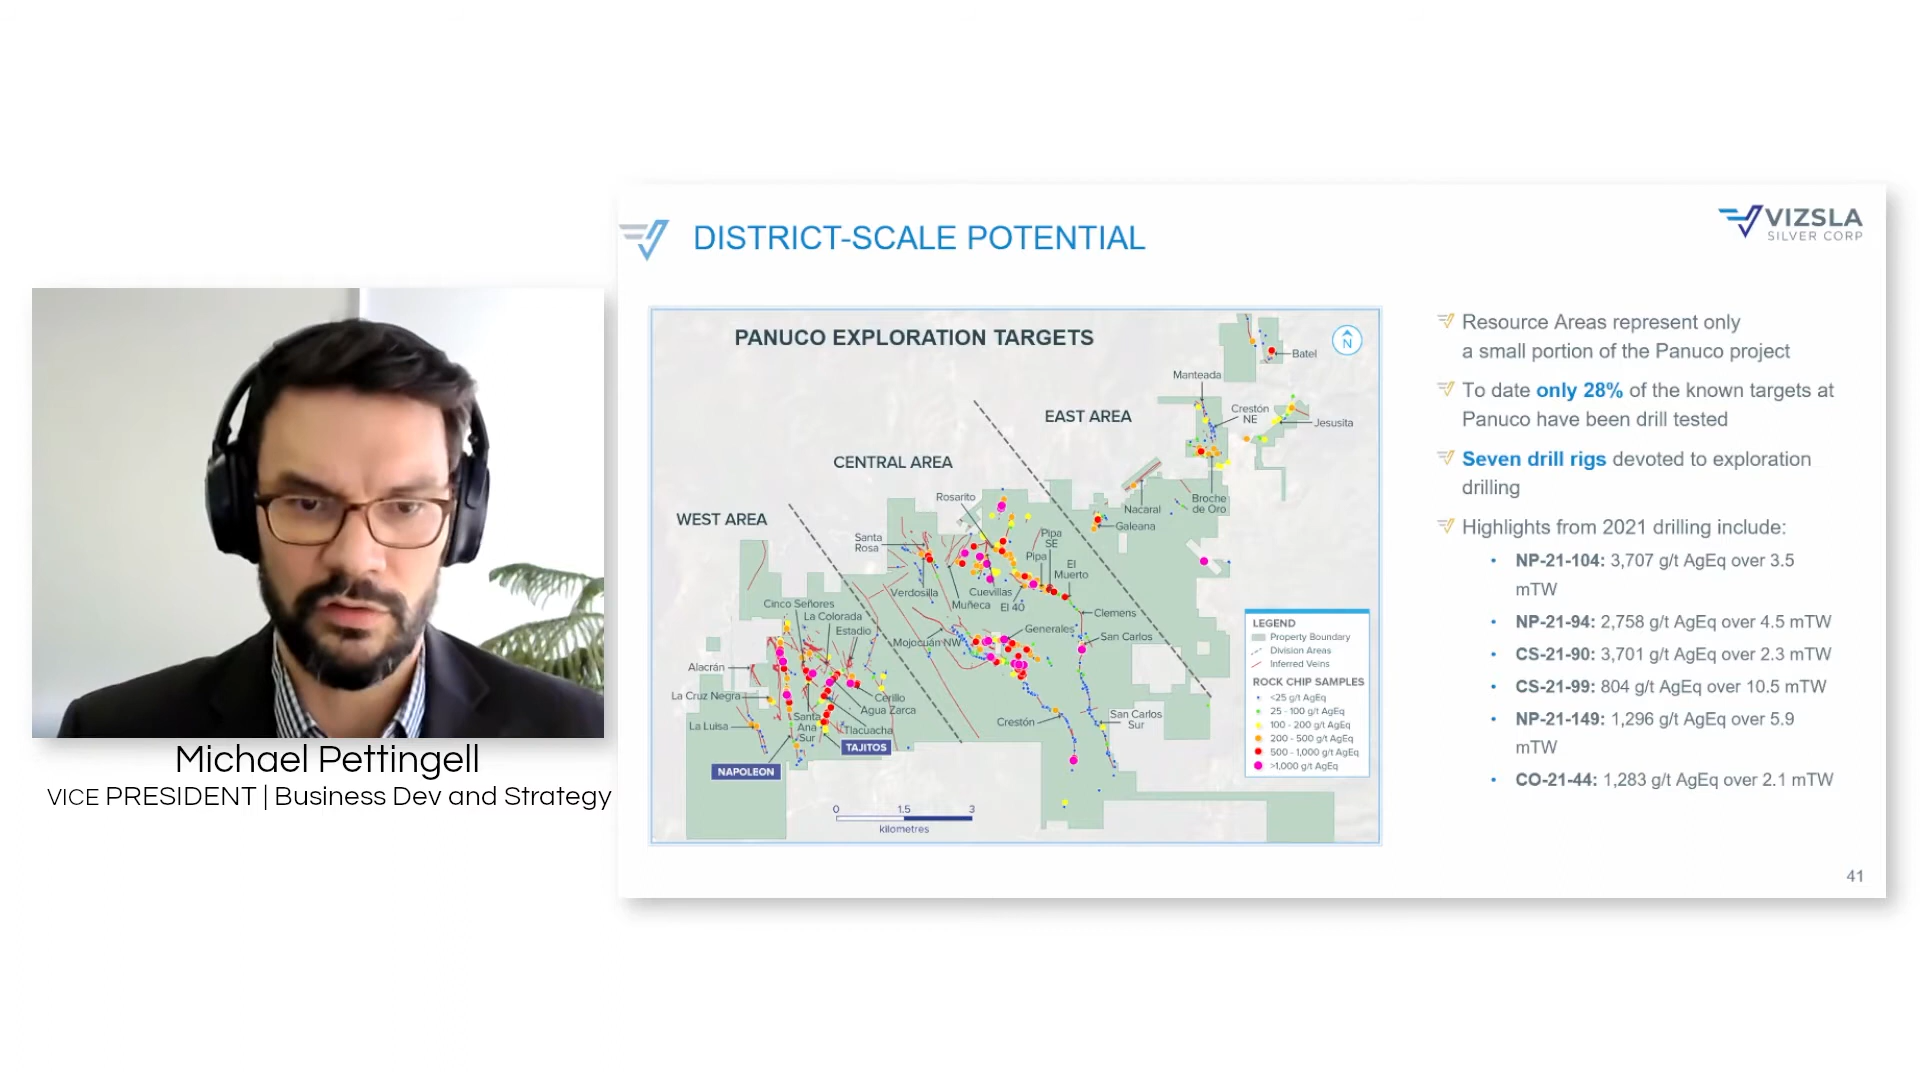 Michael Pettingell
VICE PRESIDENT | Business Dev and Strategy
DISTRICT-SCALE POTENTIAL
VIZSLA
SILVER CORP
PANUCO EXPLORATION TARGETS
N
Batel
Manteada
Crestón
NE
Jesusita
EAST AREA
CENTRAL AREA
WEST AREA
Rosarito
Nacaral
Broche
de Oro
Galeana
Santa
Rosa
Pipa
SE
Pipa
El
Muerto
Verdosilla
Cuevillas
Muñeca
El 40
Clemens
Cinco Señores
La Colorada
Estadio
Mojocuán NW
Generales
San Carlos
Alacrán
La Cruz Negra
La Luisa
Cerillo
Agua Zarca
Santa
Ana
Sur
Tlacuacha
Crestón
San Carlos
Sur
TAJITOS
NAPOLEON
0 1.5 3
kilometres
LEGEND
Property Boundary
Division Areas
Inferred Veins
ROCK CHIP SAMPLES
<25 g/t AgEq
25 - 100 g/t AgEq
100 - 200 g/t AgEq
200 - 500 g/t AgEq
500 - 1,000 g/t AgEq
>1,000 g/t AgEq
Resource Areas represent only
a small portion of the Panuco project
To date only 28% of the known targets at
Panuco have been drill tested
Seven drill rigs devoted to exploration
drilling
Highlights from 2021 drilling include:
• NP-21-104: 3,707 g/t AgEq over 3.5
mTW
• NP-21-94: 2,758 g/t AgEq over 4.5 mTW
• CS-21-90: 3,701 g/t AgEq over 2.3 mTW
• CS-21-99: 804 g/t AgEq over 10.5 mTW
• NP-21-149: 1,296 g/t AgEq over 5.9
mTW
• CO-21-44: 1,283 g/t AgEq over 2.1 mTW
41